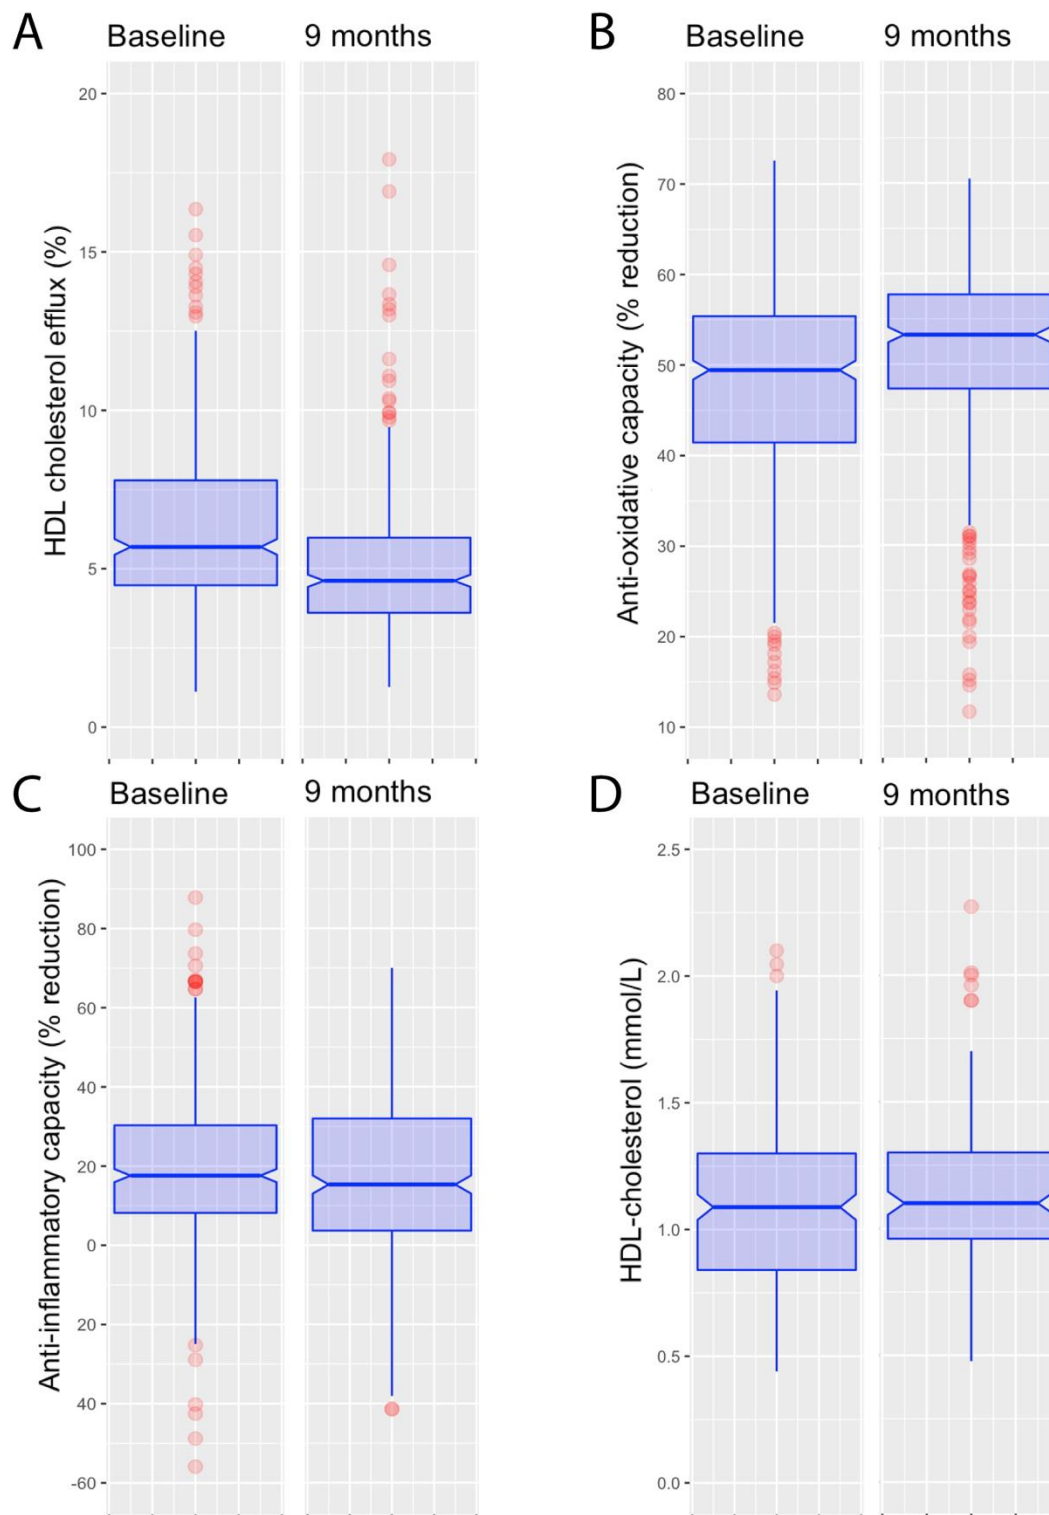 A
Baseline
9 months
HDL cholesterol efflux (%)
20
15
10
5
0
B
Baseline
9 months
Anti-oxidative capacity (% reduction)
80
70
60
50
40
30
20
10
C
Baseline
9 months
Anti-inflammatory capacity (% reduction)
100
80
60
40
20
0
20
40
-60
D
Baseline
9 months
HDL-cholesterol (mmol/L)
2.5
2.0
1.5
1.0
0.5
0.0